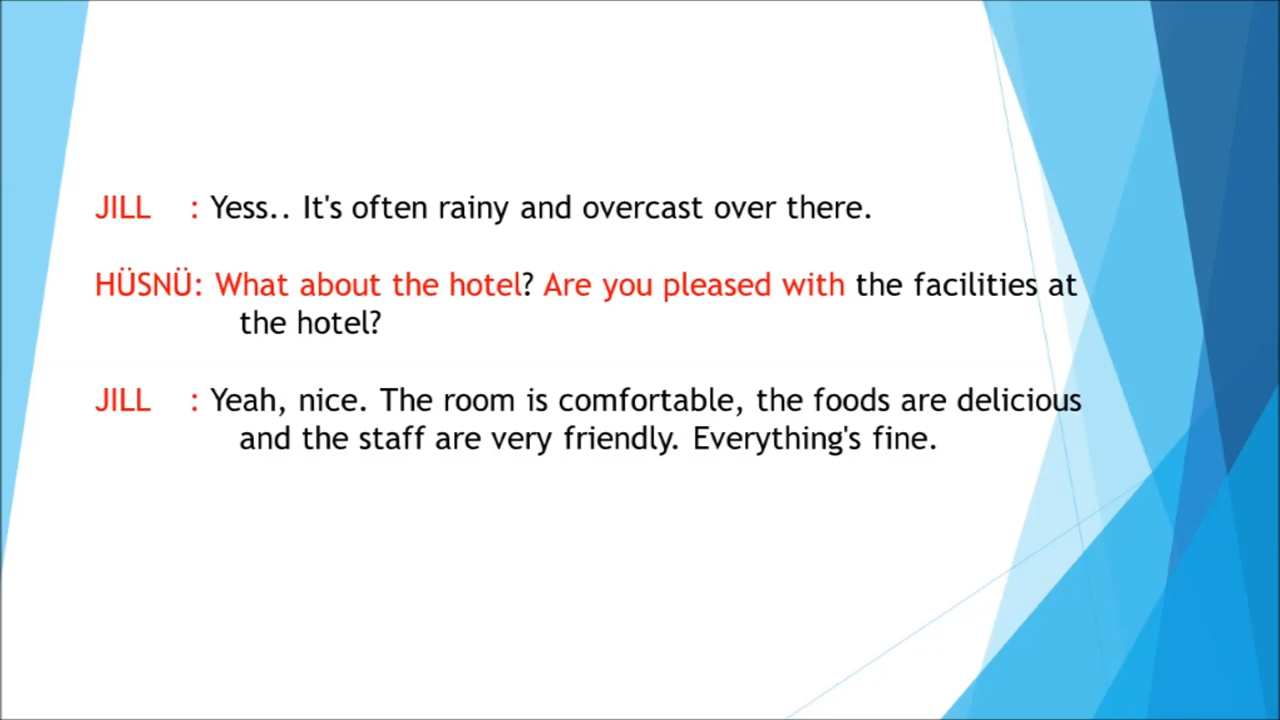 JILL : Yess.. It's often rainy and overcast over there.
HÜSNÜ: What about the hotel? Are you pleased with the facilities at
the hotel?
JILL : Yeah, nice. The room is comfortable, the foods are delicious
and the staff are very friendly. Everything's fine.